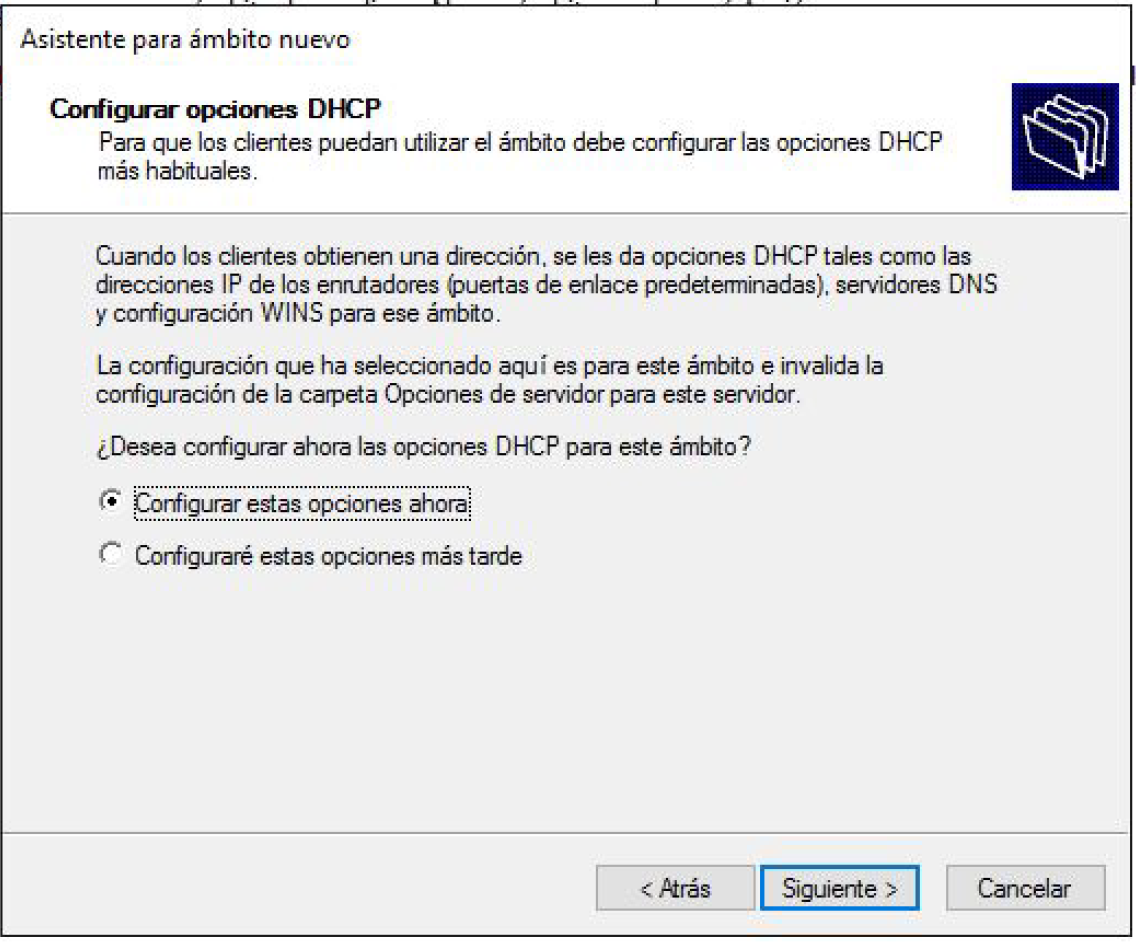 Asistente para ámbito nuevo
Configurar opciones DHCP
Para que los clientes puedan utilizar el ámbito debe configurar las opciones DHCP
más habituales.
Cuando los clientes obtienen una dirección, se les da opciones DHCP tales como las
direcciones IP de los enrutadores (puertas de enlace predeterminadas), servidores DNS
y configuración WINS para ese ámbito.
La configuración que ha seleccionado aquí es para este ámbito e invalida la
configuración de la carpeta Opciones de servidor para este servidor.
¿Desea configurar ahora las opciones DHCP para este ámbito?
Configurar estas opciones ahora
Configuraré estas opciones más tarde
< Atrás
Siguiente >
Cancelar